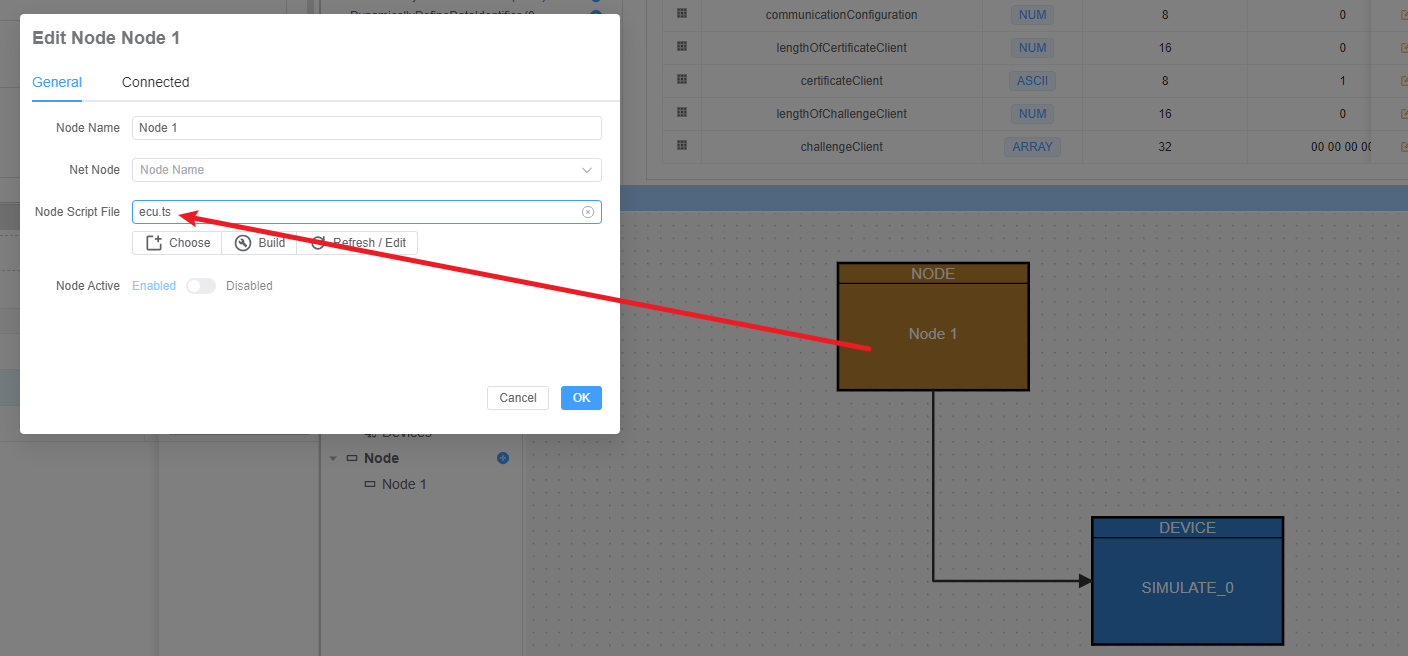 Edit Node Node 1
General Connected
Node Name Node 1
Net Node Node Name
Node Script File ecu.ts
Choose Build Refresh / Edit
Node Active Enabled Disabled
Cancel OK
communicationConfiguration NUM 8 0
lengthOfCertificateClient NUM 16 0
certificateClient ASCII 8 1
lengthOfChallengeClient NUM 16 0
challengeClient ARRAY 32 00 00 00 00
Devices
Node
Node 1
NODE
Node 1
DEVICE
SIMULATE_0